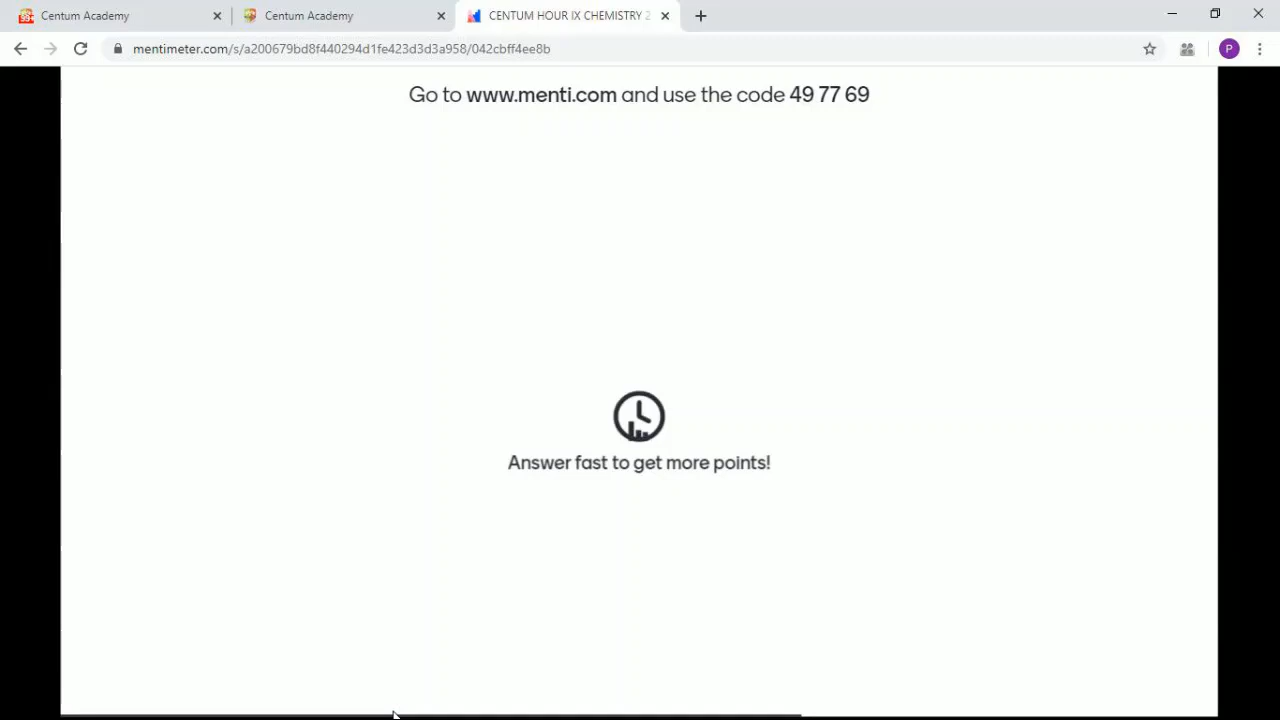 Centum Academy
Centum Academy
CENTUM HOUR IX CHEMISTRY 2
mentimeter.com/s/a200679bd8f440294d1fe423d3d3a958/042cbff4ee8b
P
Go to www.menti.com and use the code 49 77 69
Answer fast to get more points!